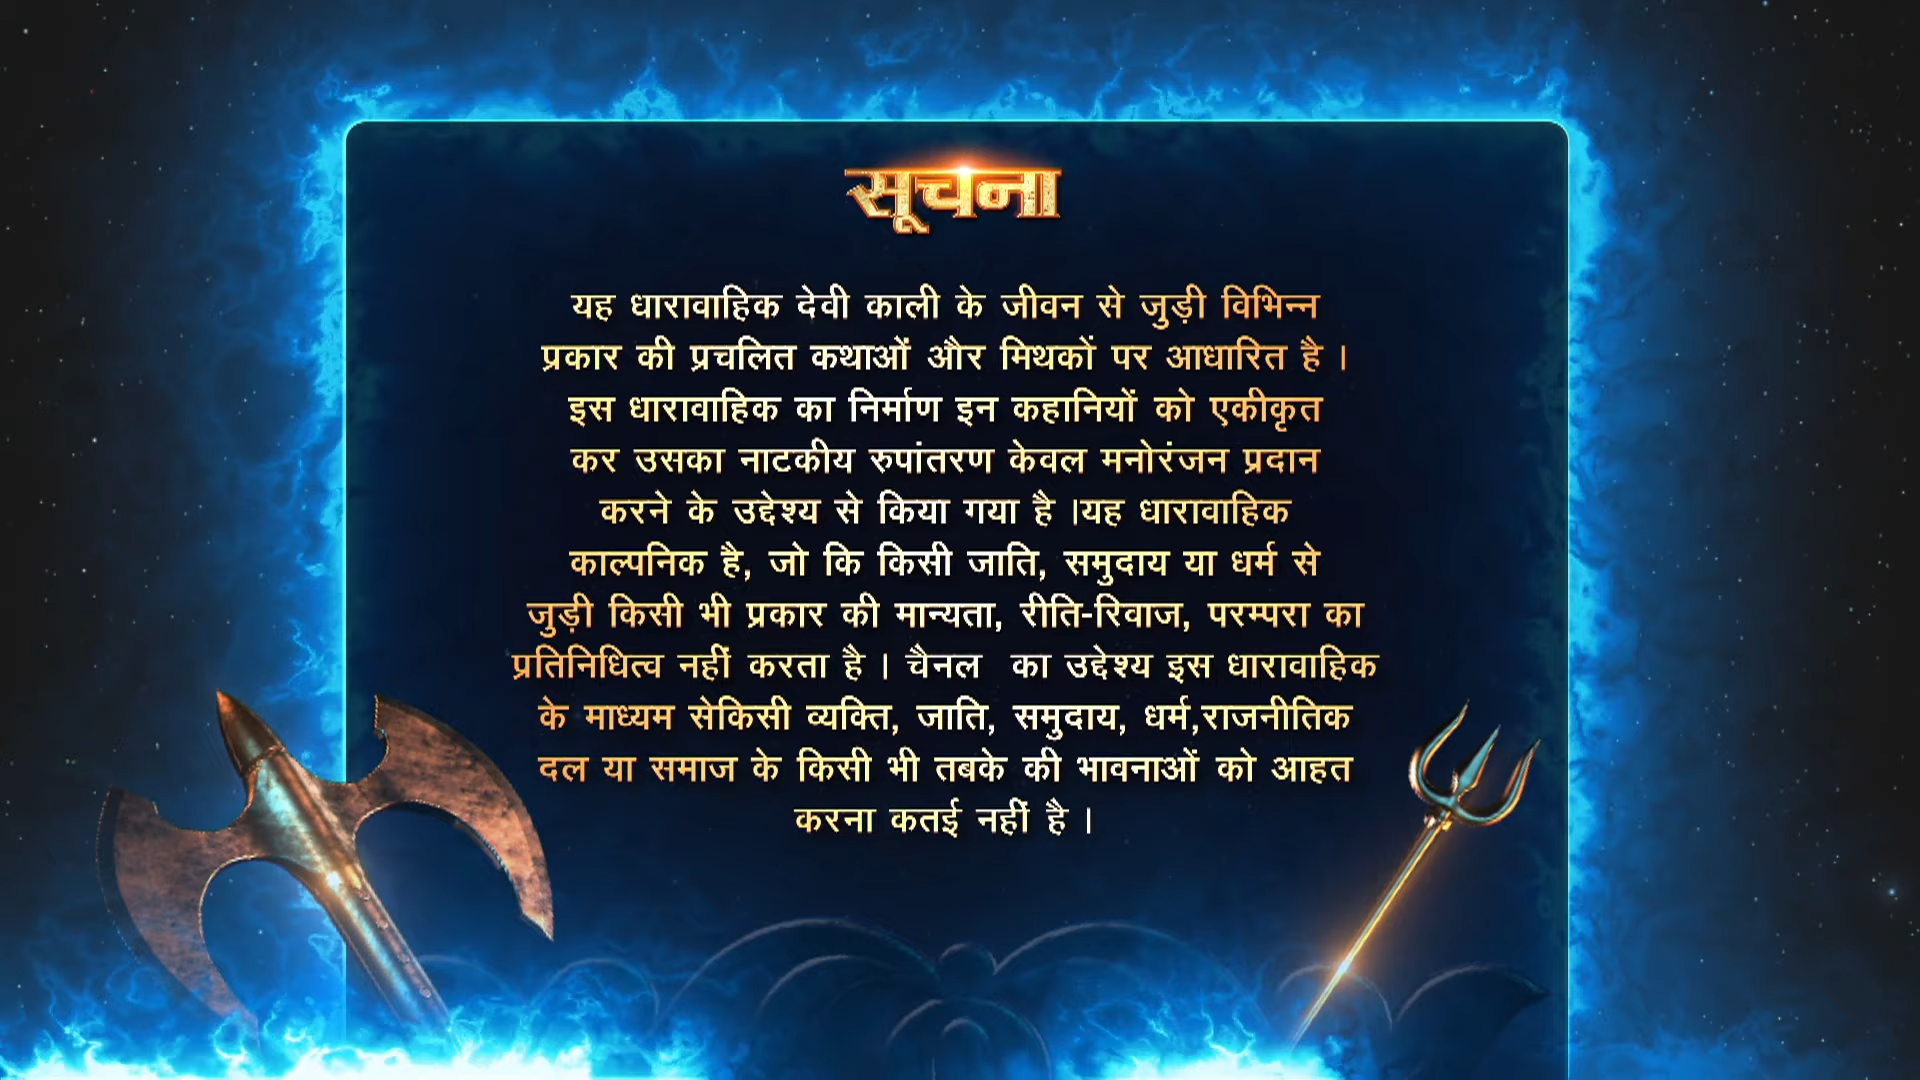 सूचना
यह धारावाहिक देवी काली के जीवन से जुड़ी विभिन्न
प्रकार की प्रचलित कथाओं और मिथकों पर आधारित है ।
इस धारावाहिक का निर्माण इन कहानियों को एकीकृत
कर उसका नाटकीय रुपांतरण केवल मनोरंजन प्रदान
करने के उद्देश्य से किया गया है ।यह धारावाहिक
काल्पनिक है, जो कि किसी जाति, समुदाय या धर्म से
जुड़ी किसी भी प्रकार की मान्यता, रीति-रिवाज, परम्परा का
प्रतिनिधित्व नहीं करता है । चैनल  का उद्देश्य इस धारावाहिक
के माध्यम सेकिसी व्यक्ति, जाति, समुदाय, धर्म,राजनीतिक
दल या समाज के किसी भी तबके की भावनाओं को आहत
करना कतई नहीं है ।